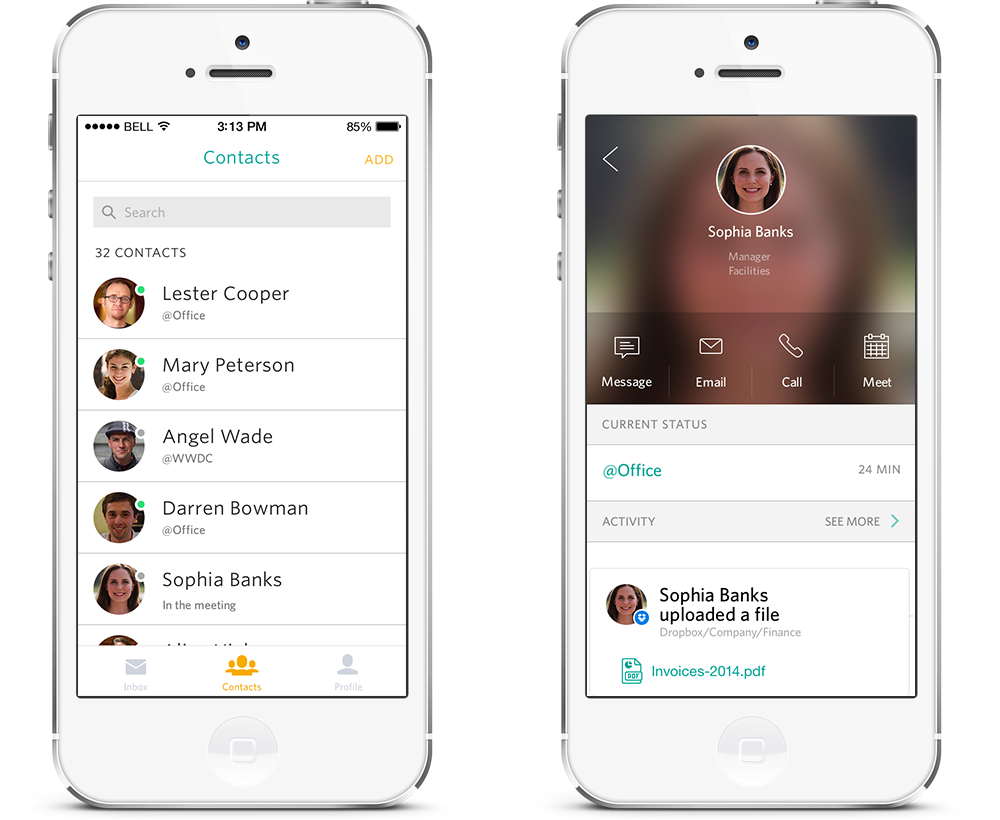 BELL 3:13 PM 85%
Contacts ADD
Search
32 CONTACTS
Lester Cooper
@Office
Mary Peterson
@Office
Angel Wade
@WWDC
Darren Bowman
@Office
Sophia Banks
In the meeting
Inbox Contacts Profile
Sophia Banks
Manager
Facilities
Message Email Call Meet
CURRENT STATUS
@Office 24 MIN
ACTIVITY SEE MORE
Sophia Banks
uploaded a file
Dropbox/Company/Finance
PDF Invoices-2014.pdf